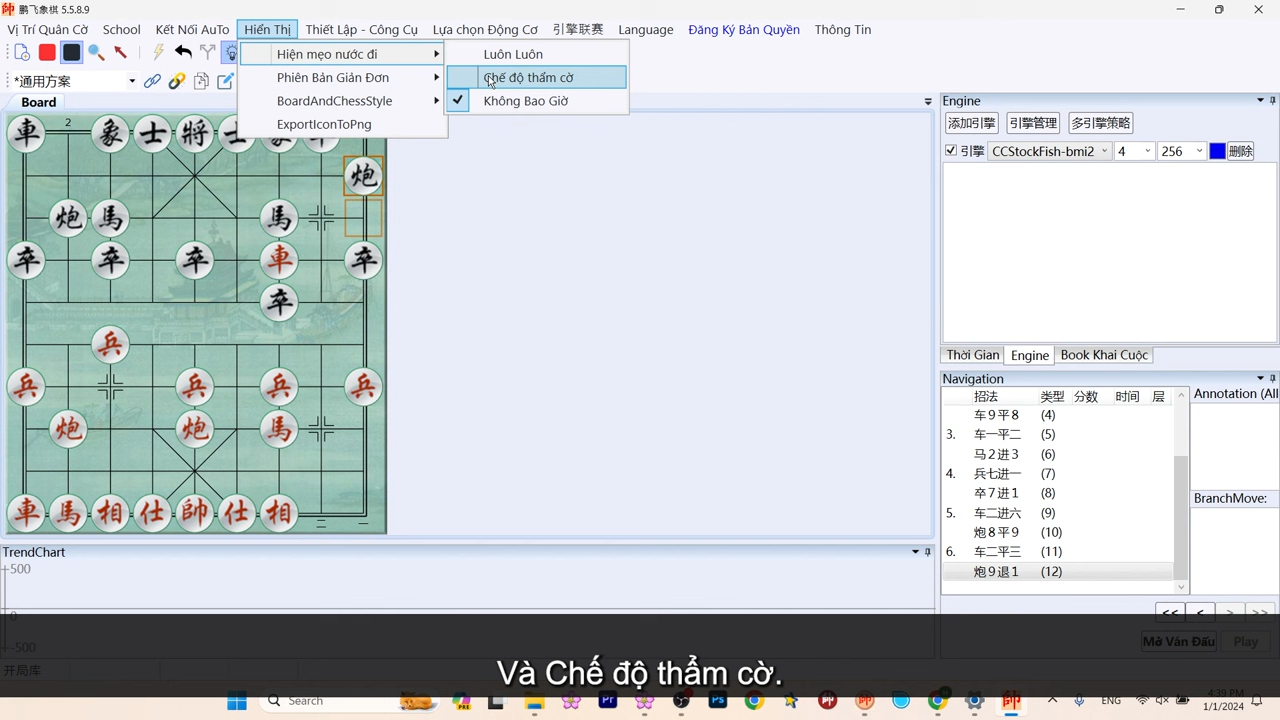 鹏飞象棋 5.5.8.9
Vị Trí Quân Cờ School Kết Nối AuTo Hiển Thị Thiết Lập - Công Cụ Lựa chọn Động Cơ 引擎联赛 Language Đăng Ký Bản Quyền Thông Tin
Hiện mẹo nước đi
Phiên Bản Giản Đơn
BoardAndChessStyle
ExportIconToPng
Luôn Luôn
Chế độ thẩm cờ
Không Bao Giờ
*通用方案
Board
2
車 象 士 將 士
炮
炮 馬 馬
卒 卒 卒 車 卒
卒
兵
兵 兵 兵 兵
炮 炮 馬
車 馬 相 仕 帥 仕 相
二 一
Engine
添加引擎 引擎管理 多引擎策略
引擎 CCStockFish-bmi2 4 256 删除
Thời Gian Engine Book Khai Cuộc
Navigation
招法 类型 分数 时间 层
车９平８ (4)
3. 车一平二 (5)
马２进３ (6)
4. 兵七进一 (7)
卒７进１ (8)
5. 车二进六 (9)
炮８平９ (10)
6. 车二平三 (11)
炮９退１ (12)
Annotation (All
BranchMove:
<< < > >>
Mở Ván Đấu Play
TrendChart
500
0
-500
开局库
Và Chế độ thẩm cờ.
Search
ENG
4:39 PM
1/1/2024